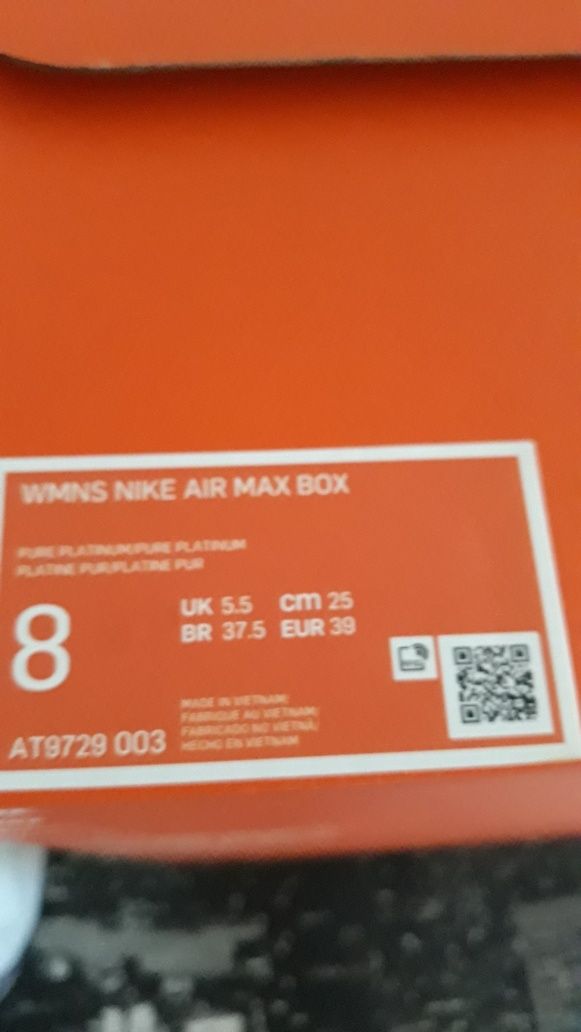 WMNS NIKE AIR MAX BOX
PURE PLATINUM/PURE PLATINUM
PLATINE PUR/PLATINE PUR
8
UK 5.5 cm 25
BR 37.5 EUR 39
AT9729 003
MADE IN VIETNAM/
FABRIQUE AU VIETNAM/
FABRICADO NO VIETNÃ/
HECHO EN VIETNAM